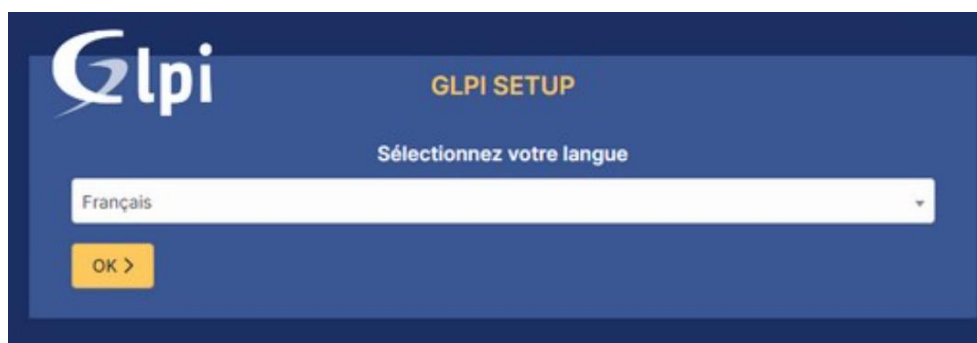 Glpi
GLPI SETUP
Sélectionnez votre langue
Français
OK >